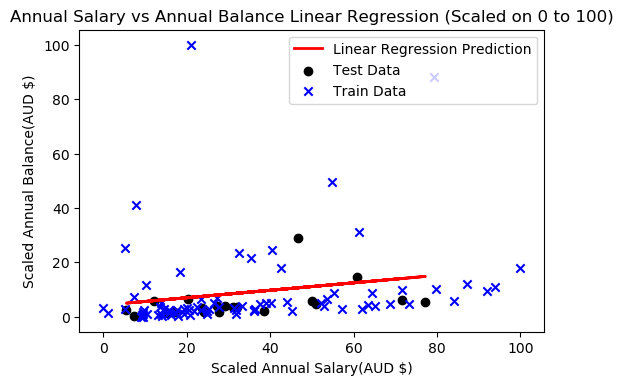 Annual Salary vs Annual Balance Linear Regression (Scaled on 0 to 100)
Linear Regression Prediction
Test Data
Train Data
Scaled Annual Balance(AUD $)
100
80
60
40
20
0
0 20 40 60 80 100
Scaled Annual Salary(AUD $)